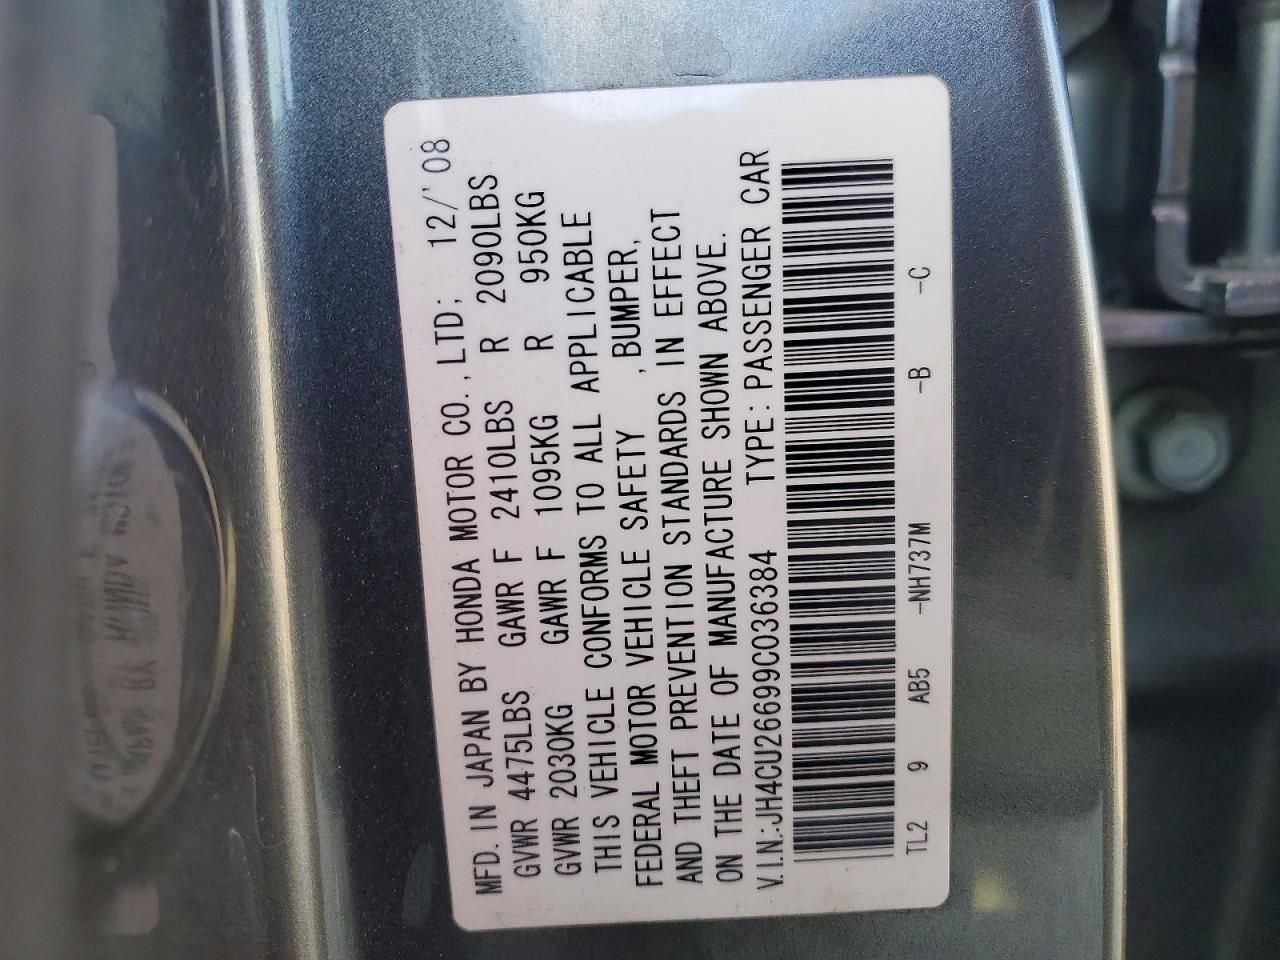 MFD. IN JAPAN BY HONDA MOTOR CO., LTD; 12/'08
GVWR 4475LBS GAWR F 2410LBS R 2090LBS
GVWR 2030KG GAWR F 1095KG R 950KG
THIS VEHICLE CONFORMS TO ALL APPLICABLE
FEDERAL MOTOR VEHICLE SAFETY , BUMPER,
AND THEFT PREVENTION STANDARDS IN EFFECT
ON THE DATE OF MANUFACTURE SHOWN ABOVE.
V.I.N.:JH4CU26699C036384 TYPE: PASSENGER CAR
TL2 9 AB5 -NH737M -B -C